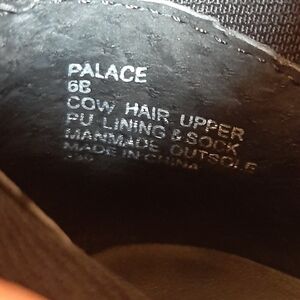 PALACE
6B
COW HAIR UPPER
PU LINING & SOCK
MANMADE OUTSOLE
MADE IN CHINA